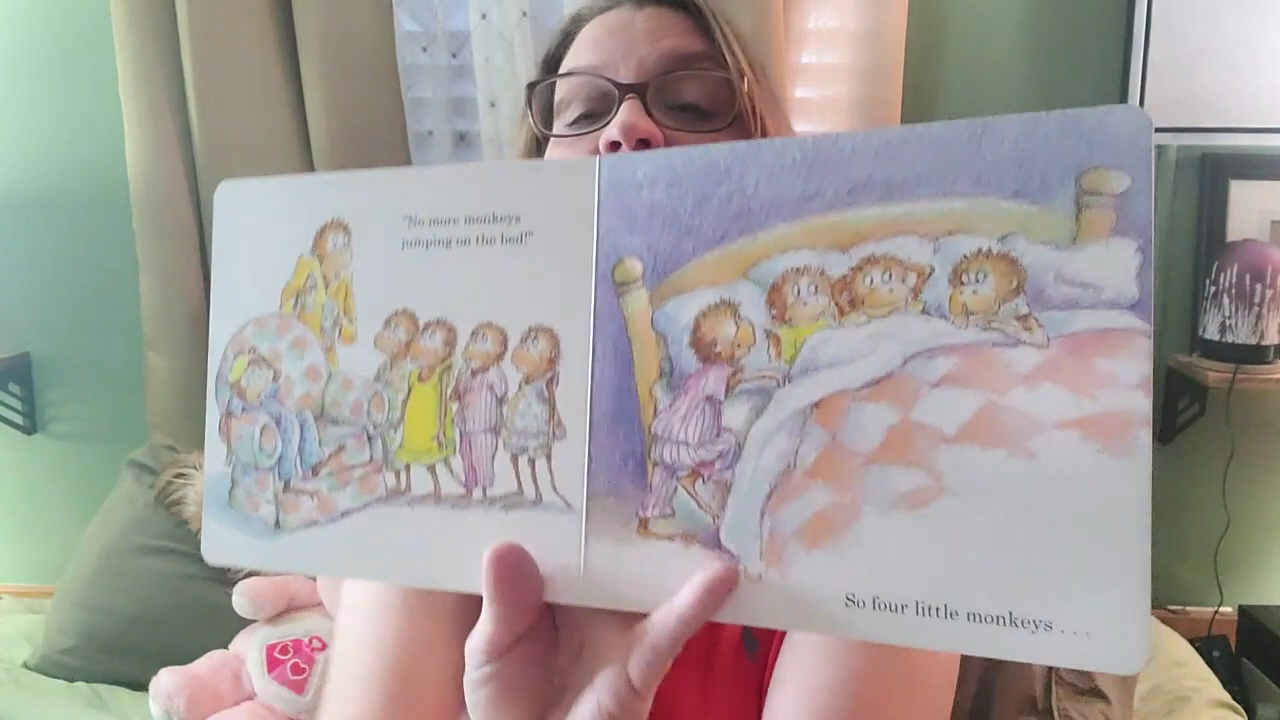 "No more monkeys
jumping on the bed!"
So four little monkeys . . .